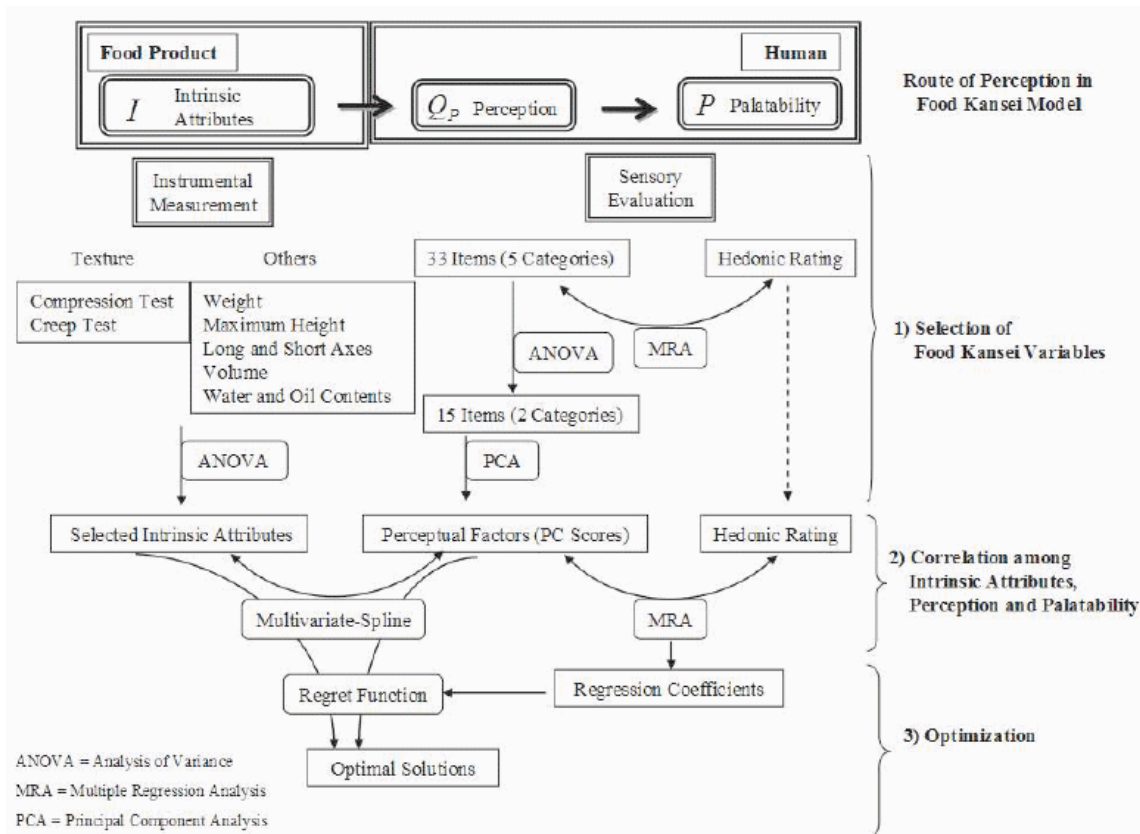 Food Product
Human
I
Intrinsic
Attributes
Q_P Perception
P Palatability
Route of Perception in
Food Kansei Model
Instrumental
Measurement
Sensory
Evaluation
Texture
Others
33 Items (5 Categories)
Hedonic Rating
Compression Test
Creep Test
Weight
Maximum Height
Long and Short Axes
Volume
Water and Oil Contents
ANOVA
MRA
1) Selection of
Food Kansei Variables
15 Items (2 Categories)
ANOVA
PCA
Selected Intrinsic Attributes
Perceptual Factors (PC Scores)
Hedonic Rating
2) Correlation among
Intrinsic Attributes,
Perception and Palatability
Multivariate-Spline
MRA
Regret Function
Regression Coefficients
3) Optimization
Optimal Solutions
ANOVA = Analysis of Variance
MRA = Multiple Regression Analysis
PCA = Principal Component Analysis